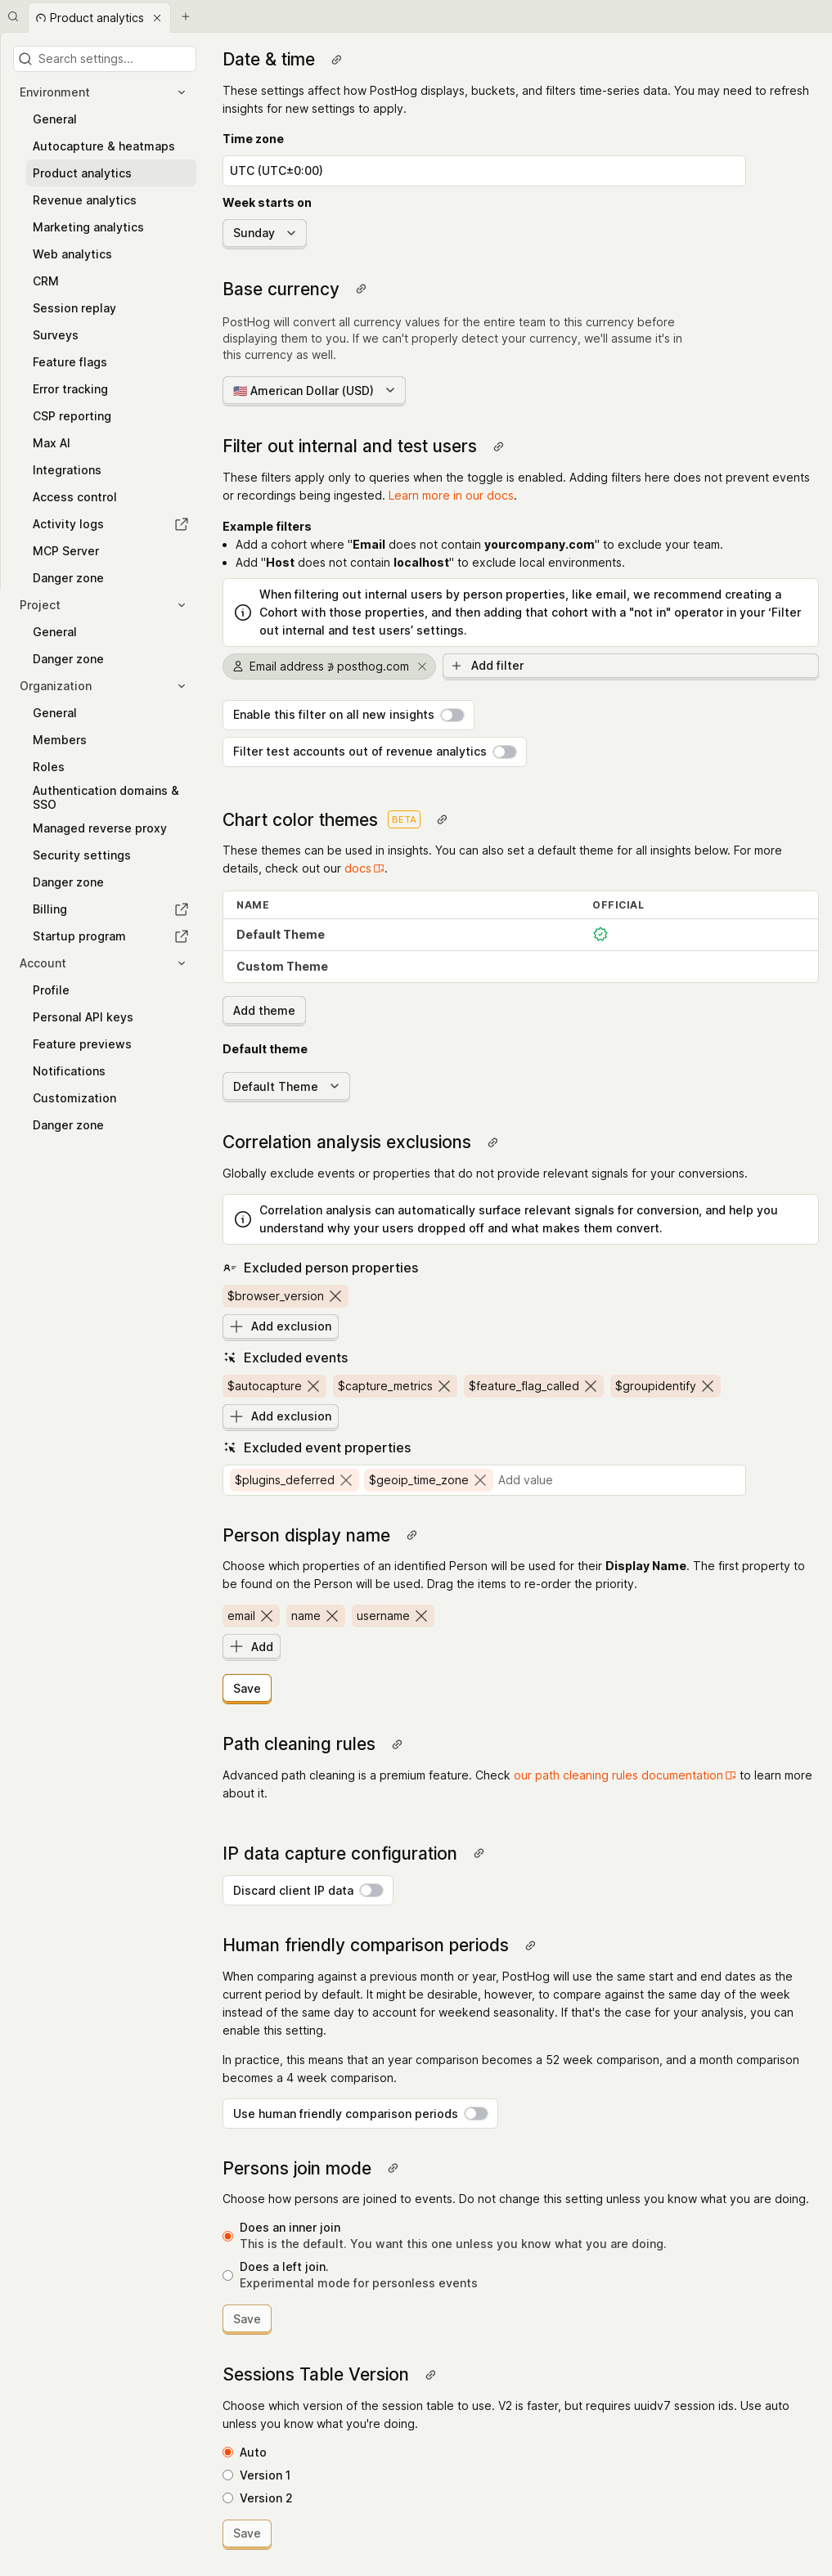 Product analytics
Search settings...
Environment
General
Autocapture & heatmaps
Product analytics
Revenue analytics
Marketing analytics
Web analytics
CRM
Session replay
Surveys
Feature flags
Error tracking
CSP reporting
Max AI
Integrations
Access control
Activity logs
MCP Server
Danger zone
Project
General
Danger zone
Organization
General
Members
Roles
Authentication domains &
SSO
Managed reverse proxy
Security settings
Danger zone
Billing
Startup program
Account
Profile
Personal API keys
Feature previews
Notifications
Customization
Danger zone
Date & time
These settings affect how PostHog displays, buckets, and filters time-series data. You may need to refresh
insights for new settings to apply.
Time zone
UTC (UTC±0:00)
Week starts on
Sunday
Base currency
PostHog will convert all currency values for the entire team to this currency before
displaying them to you. If we can't properly detect your currency, we'll assume it's in
this currency as well.
🇺🇸 American Dollar (USD)
Filter out internal and test users
These filters apply only to queries when the toggle is enabled. Adding filters here does not prevent events
or recordings being ingested. Learn more in our docs.
Example filters
• Add a cohort where "Email does not contain yourcompany.com" to exclude your team.
• Add "Host does not contain localhost" to exclude local environments.
When filtering out internal users by person properties, like email, we recommend creating a
Cohort with those properties, and then adding that cohort with a "not in" operator in your ‘Filter
out internal and test users’ settings.
Email address ∌ posthog.com
Add filter
Enable this filter on all new insights
Filter test accounts out of revenue analytics
Chart color themes BETA
These themes can be used in insights. You can also set a default theme for all insights below. For more
details, check out our docs.
NAME OFFICIAL
Default Theme
Custom Theme
Add theme
Default theme
Default Theme
Correlation analysis exclusions
Globally exclude events or properties that do not provide relevant signals for your conversions.
Correlation analysis can automatically surface relevant signals for conversion, and help you
understand why your users dropped off and what makes them convert.
Excluded person properties
$browser_version
Add exclusion
Excluded events
$autocapture $capture_metrics $feature_flag_called $groupidentify
Add exclusion
Excluded event properties
$plugins_deferred $geoip_time_zone Add value
Person display name
Choose which properties of an identified Person will be used for their Display Name. The first property to
be found on the Person will be used. Drag the items to re-order the priority.
email name username
Add
Save
Path cleaning rules
Advanced path cleaning is a premium feature. Check our path cleaning rules documentation to learn more
about it.
IP data capture configuration
Discard client IP data
Human friendly comparison periods
When comparing against a previous month or year, PostHog will use the same start and end dates as the
current period by default. It might be desirable, however, to compare against the same day of the week
instead of the same day to account for weekend seasonality. If that's the case for your analysis, you can
enable this setting.
In practice, this means that an year comparison becomes a 52 week comparison, and a month comparison
becomes a 4 week comparison.
Use human friendly comparison periods
Persons join mode
Choose how persons are joined to events. Do not change this setting unless you know what you are doing.
Does an inner join
This is the default. You want this one unless you know what you are doing.
Does a left join.
Experimental mode for personless events
Save
Sessions Table Version
Choose which version of the session table to use. V2 is faster, but requires uuidv7 session ids. Use auto
unless you know what you're doing.
Auto
Version 1
Version 2
Save